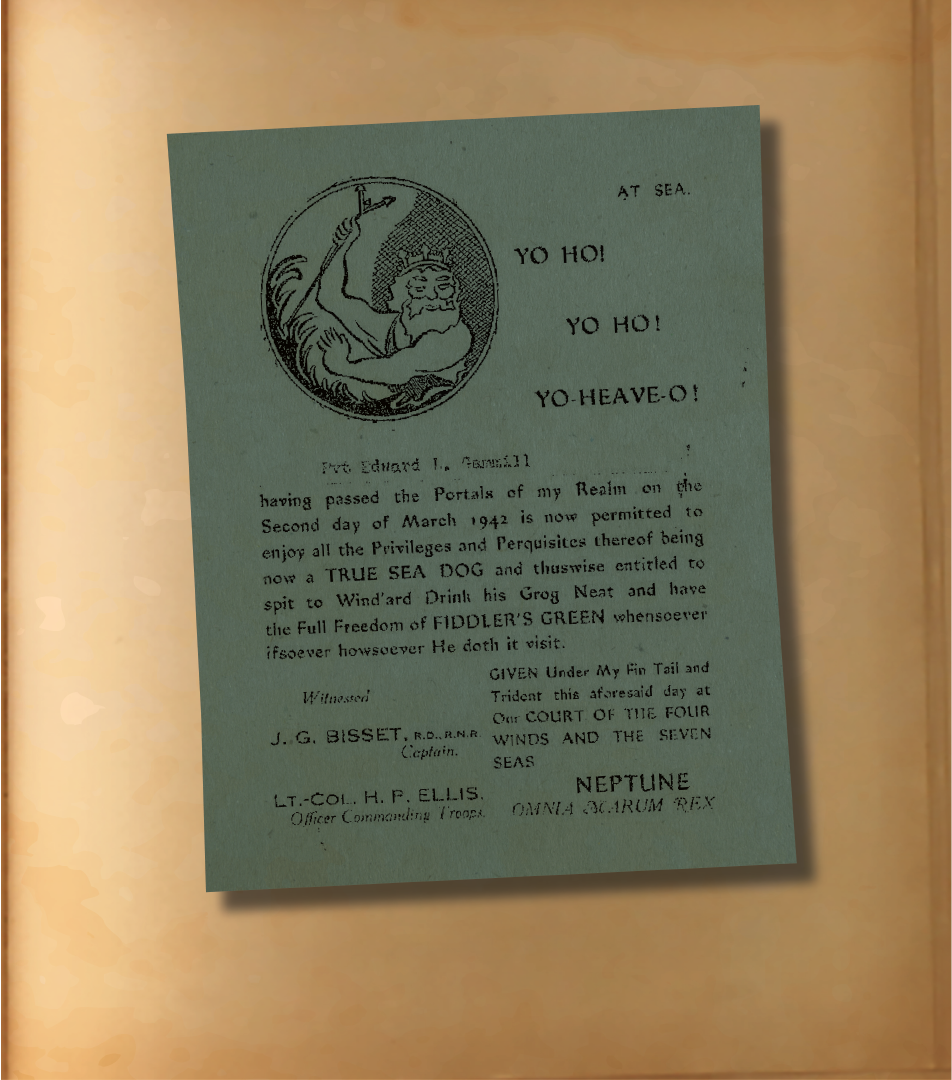 AT SEA.
YO HO!
YO HO!
YO-HEAVE-O!
Pvt. Edward L. Gammill
having passed the Portals of my Realm on the
Second day of March 1942 is now permitted to
enjoy all the Privileges and Perquisites thereof being
now a TRUE SEA DOG and thuswise entitled to
spit to Wind'ard Drink his Grog Neat and have
the Full Freedom of FIDDLER'S GREEN whensoever
ifsoever howsoever He doth it visit.
Witnessed
J. G. BISSET, R.D., R.N.R.
Captain.
LT.-COL. H. P. ELLIS.
Officer Commanding Troops.
GIVEN Under My Fin Tail and
Trident this aforesaid day at
Our COURT OF THE FOUR
WINDS AND THE SEVEN
SEAS
NEPTUNE
OMNIA MARUM REX